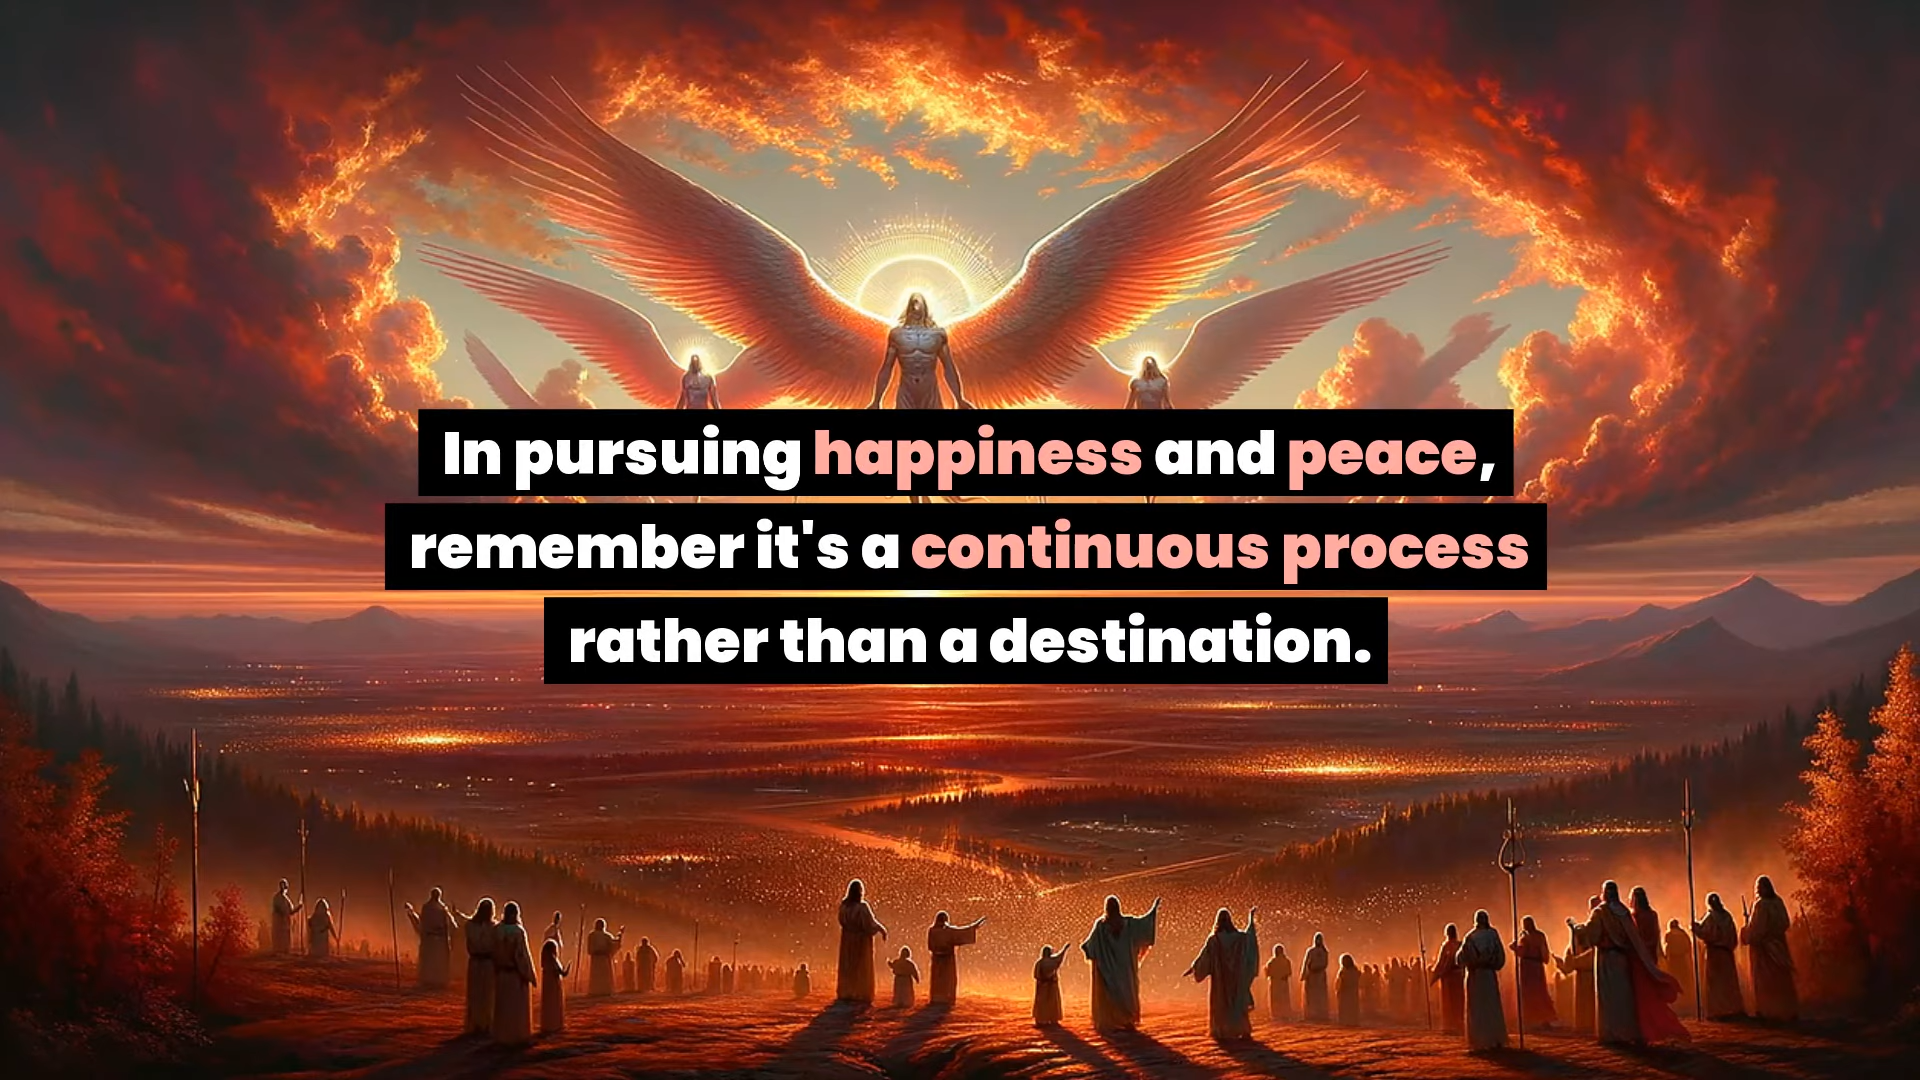 In pursuing happiness and peace,
remember it's a continuous process
rather than a destination.